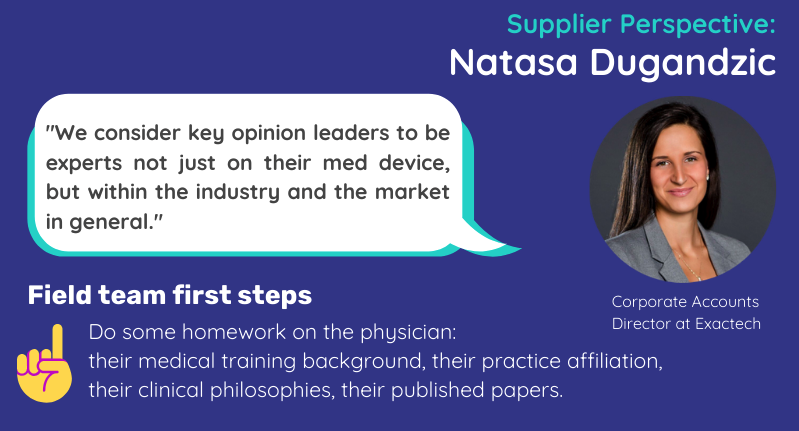 Supplier Perspective:
Natasa Dugandzic
"We consider key opinion leaders to be
experts not just on their med device,
but within the industry and the market
in general."
Corporate Accounts
Director at Exactech
Field team first steps
Do some homework on the physician:
their medical training background, their practice affiliation,
their clinical philosophies, their published papers.